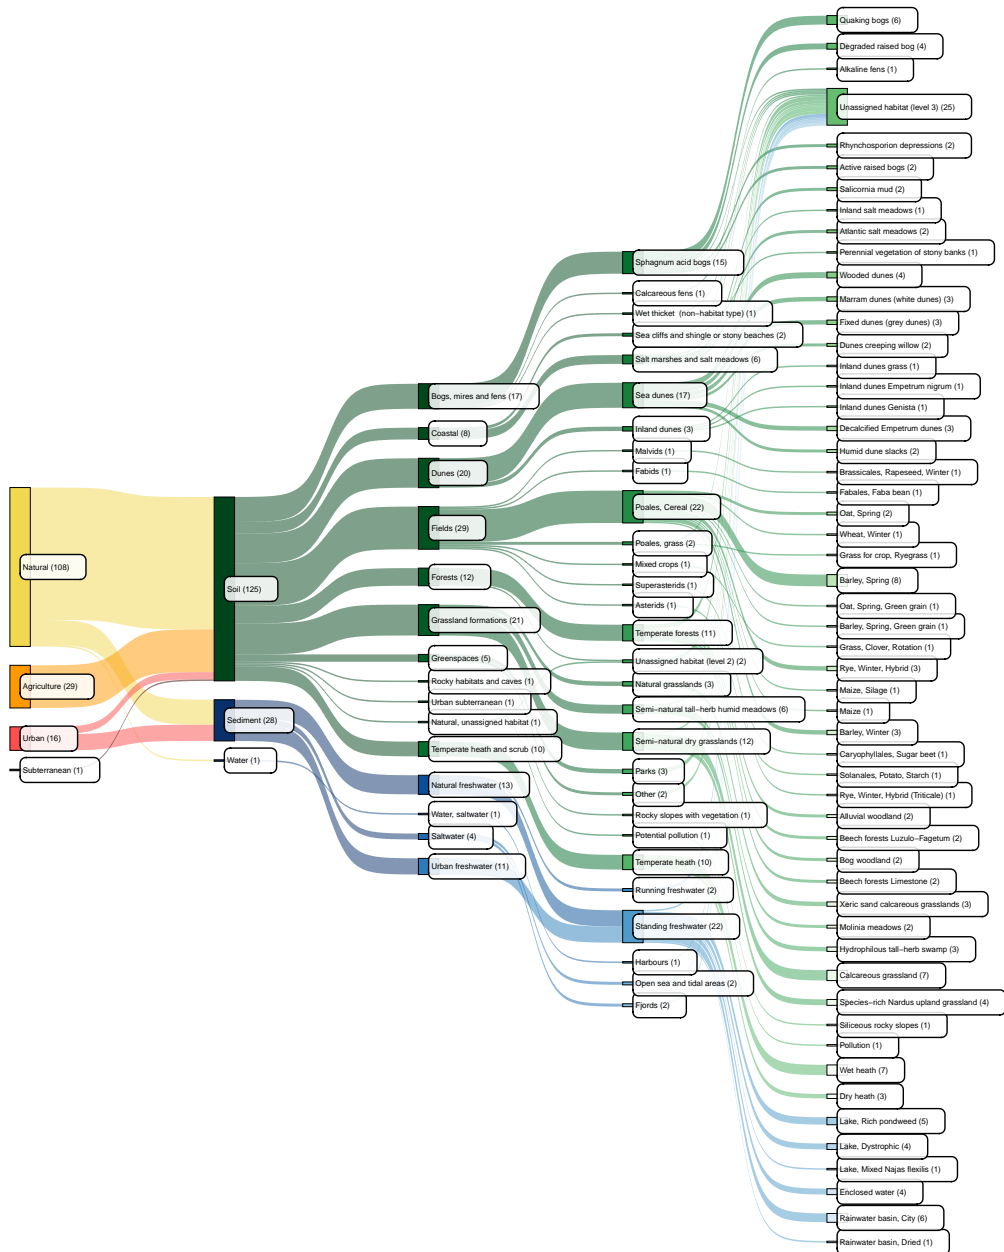 Natural (108)
Agriculture (29)
Urban (16)
Subterranean (1)
Soil (125)
Sediment (28)
Water (1)
Bogs, mires and fens (17)
Coastal (8)
Dunes (20)
Fields (29)
Forests (12)
Grassland formations (21)
Greenspaces (5)
Rocky habitats and caves (1)
Urban subterranean (1)
Natural, unassigned habitat (1)
Temperate heath and scrub (10)
Natural freshwater (13)
Water, saltwater (1)
Saltwater (4)
Urban freshwater (11)
Sphagnum acid bogs (15)
Calcareous fens (1)
Wet thicket (non−habitat type) (1)
Sea cliffs and shingle or stony beaches (2)
Salt marshes and salt meadows (6)
Sea dunes (17)
Inland dunes (3)
Malvids (1)
Fabids (1)
Poales, Cereal (22)
Poales, grass (2)
Mixed crops (1)
Superasterids (1)
Asterids (1)
Temperate forests (11)
Unassigned habitat (level 2) (2)
Natural grasslands (3)
Semi−natural tall−herb humid meadows (6)
Semi−natural dry grasslands (12)
Parks (3)
Other (2)
Rocky slopes with vegetation (1)
Potential pollution (1)
Temperate heath (10)
Running freshwater (2)
Standing freshwater (22)
Harbours (1)
Open sea and tidal areas (2)
Fjords (2)
Quaking bogs (6)
Degraded raised bog (4)
Alkaline fens (1)
Unassigned habitat (level 3) (25)
Rhynchosporion depressions (2)
Active raised bogs (2)
Salicornia mud (2)
Inland salt meadows (1)
Atlantic salt meadows (2)
Perennial vegetation of stony banks (1)
Wooded dunes (4)
Marram dunes (white dunes) (3)
Fixed dunes (grey dunes) (3)
Dunes creeping willow (2)
Inland dunes grass (1)
Inland dunes Empetrum nigrum (1)
Inland dunes Genista (1)
Decalcified Empetrum dunes (3)
Humid dune slacks (2)
Brassicales, Rapeseed, Winter (1)
Fabales, Faba bean (1)
Oat, Spring (2)
Wheat, Winter (1)
Grass for crop, Ryegrass (1)
Barley, Spring (8)
Oat, Spring, Green grain (1)
Barley, Spring, Green grain (1)
Grass, Clover, Rotation (1)
Rye, Winter, Hybrid (3)
Maize, Silage (1)
Maize (1)
Barley, Winter (3)
Caryophyllales, Sugar beet (1)
Solanales, Potato, Starch (1)
Rye, Winter, Hybrid (Triticale) (1)
Alluvial woodland (2)
Beech forests Luzulo−Fagetum (2)
Bog woodland (2)
Beech forests Limestone (2)
Xeric sand calcareous grasslands (3)
Molinia meadows (2)
Hydrophilous tall−herb swamp (3)
Calcareous grassland (7)
Species−rich Nardus upland grassland (4)
Siliceous rocky slopes (1)
Pollution (1)
Wet heath (7)
Dry heath (3)
Lake, Rich pondweed (5)
Lake, Dystrophic (4)
Lake, Mixed Najas flexilis (1)
Enclosed water (4)
Rainwater basin, City (6)
Rainwater basin, Dried (1)